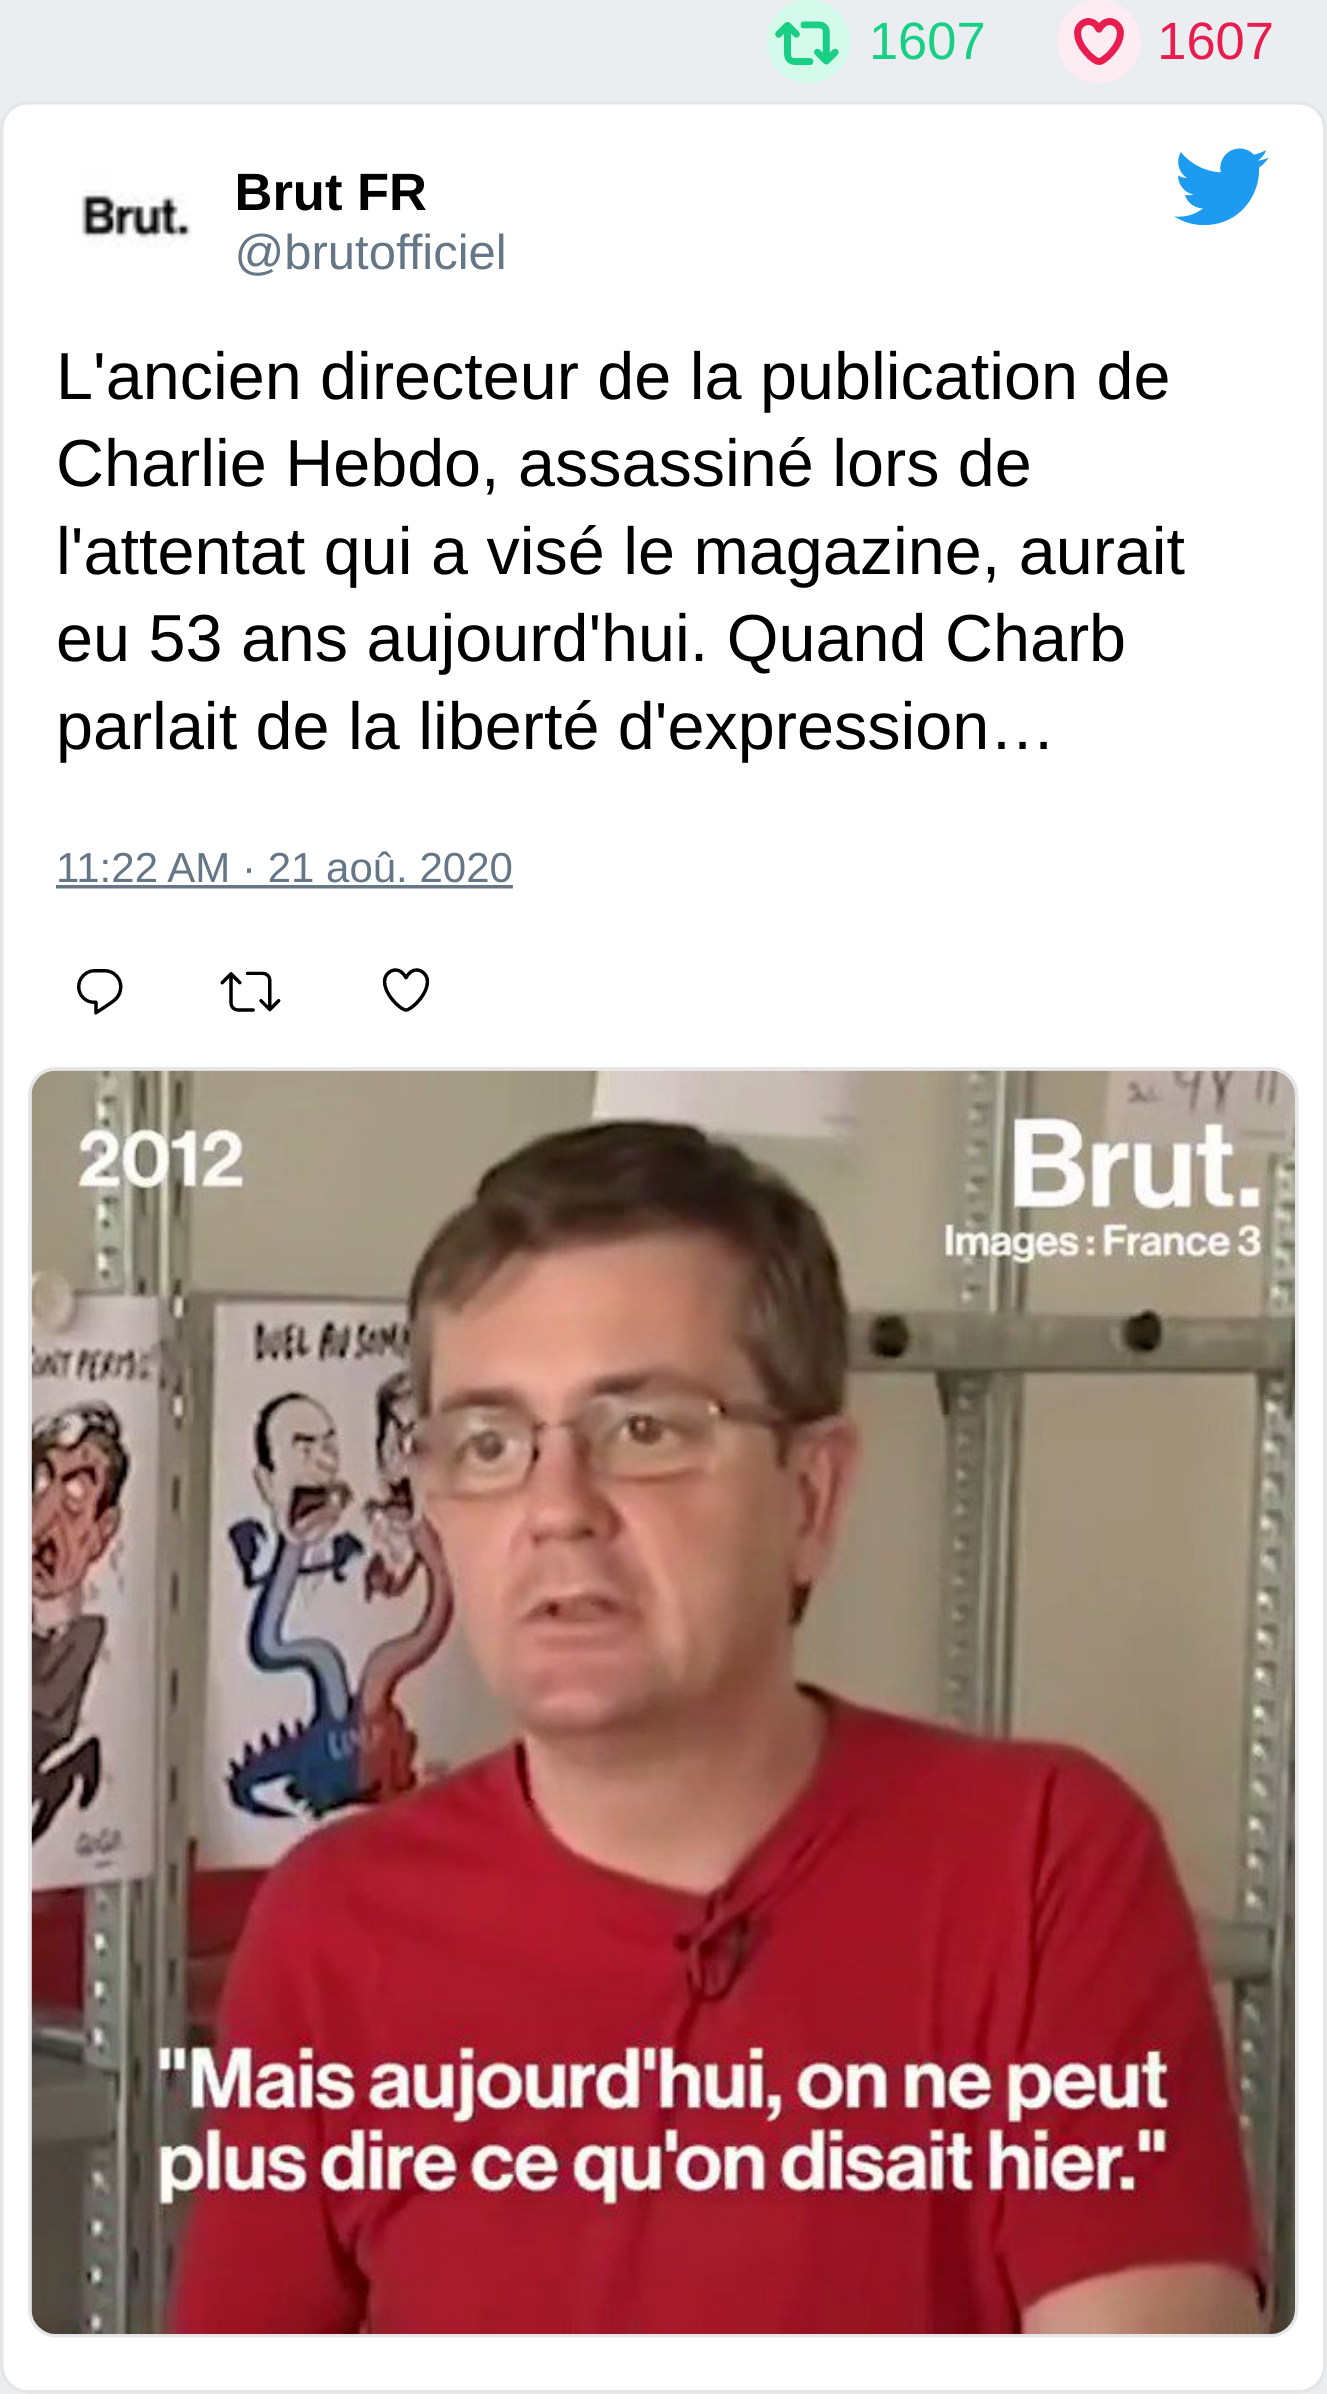 1607 1607
Brut.
Brut FR
@brutofficiel
L'ancien directeur de la publication de
Charlie Hebdo, assassiné lors de
l'attentat qui a visé le magazine, aurait
eu 53 ans aujourd'hui. Quand Charb
parlait de la liberté d'expression…
11:22 AM · 21 aoû. 2020
2012
Brut.
Images : France 3
DUEL AU SOM
"Mais aujourd'hui, on ne peut
plus dire ce qu'on disait hier."